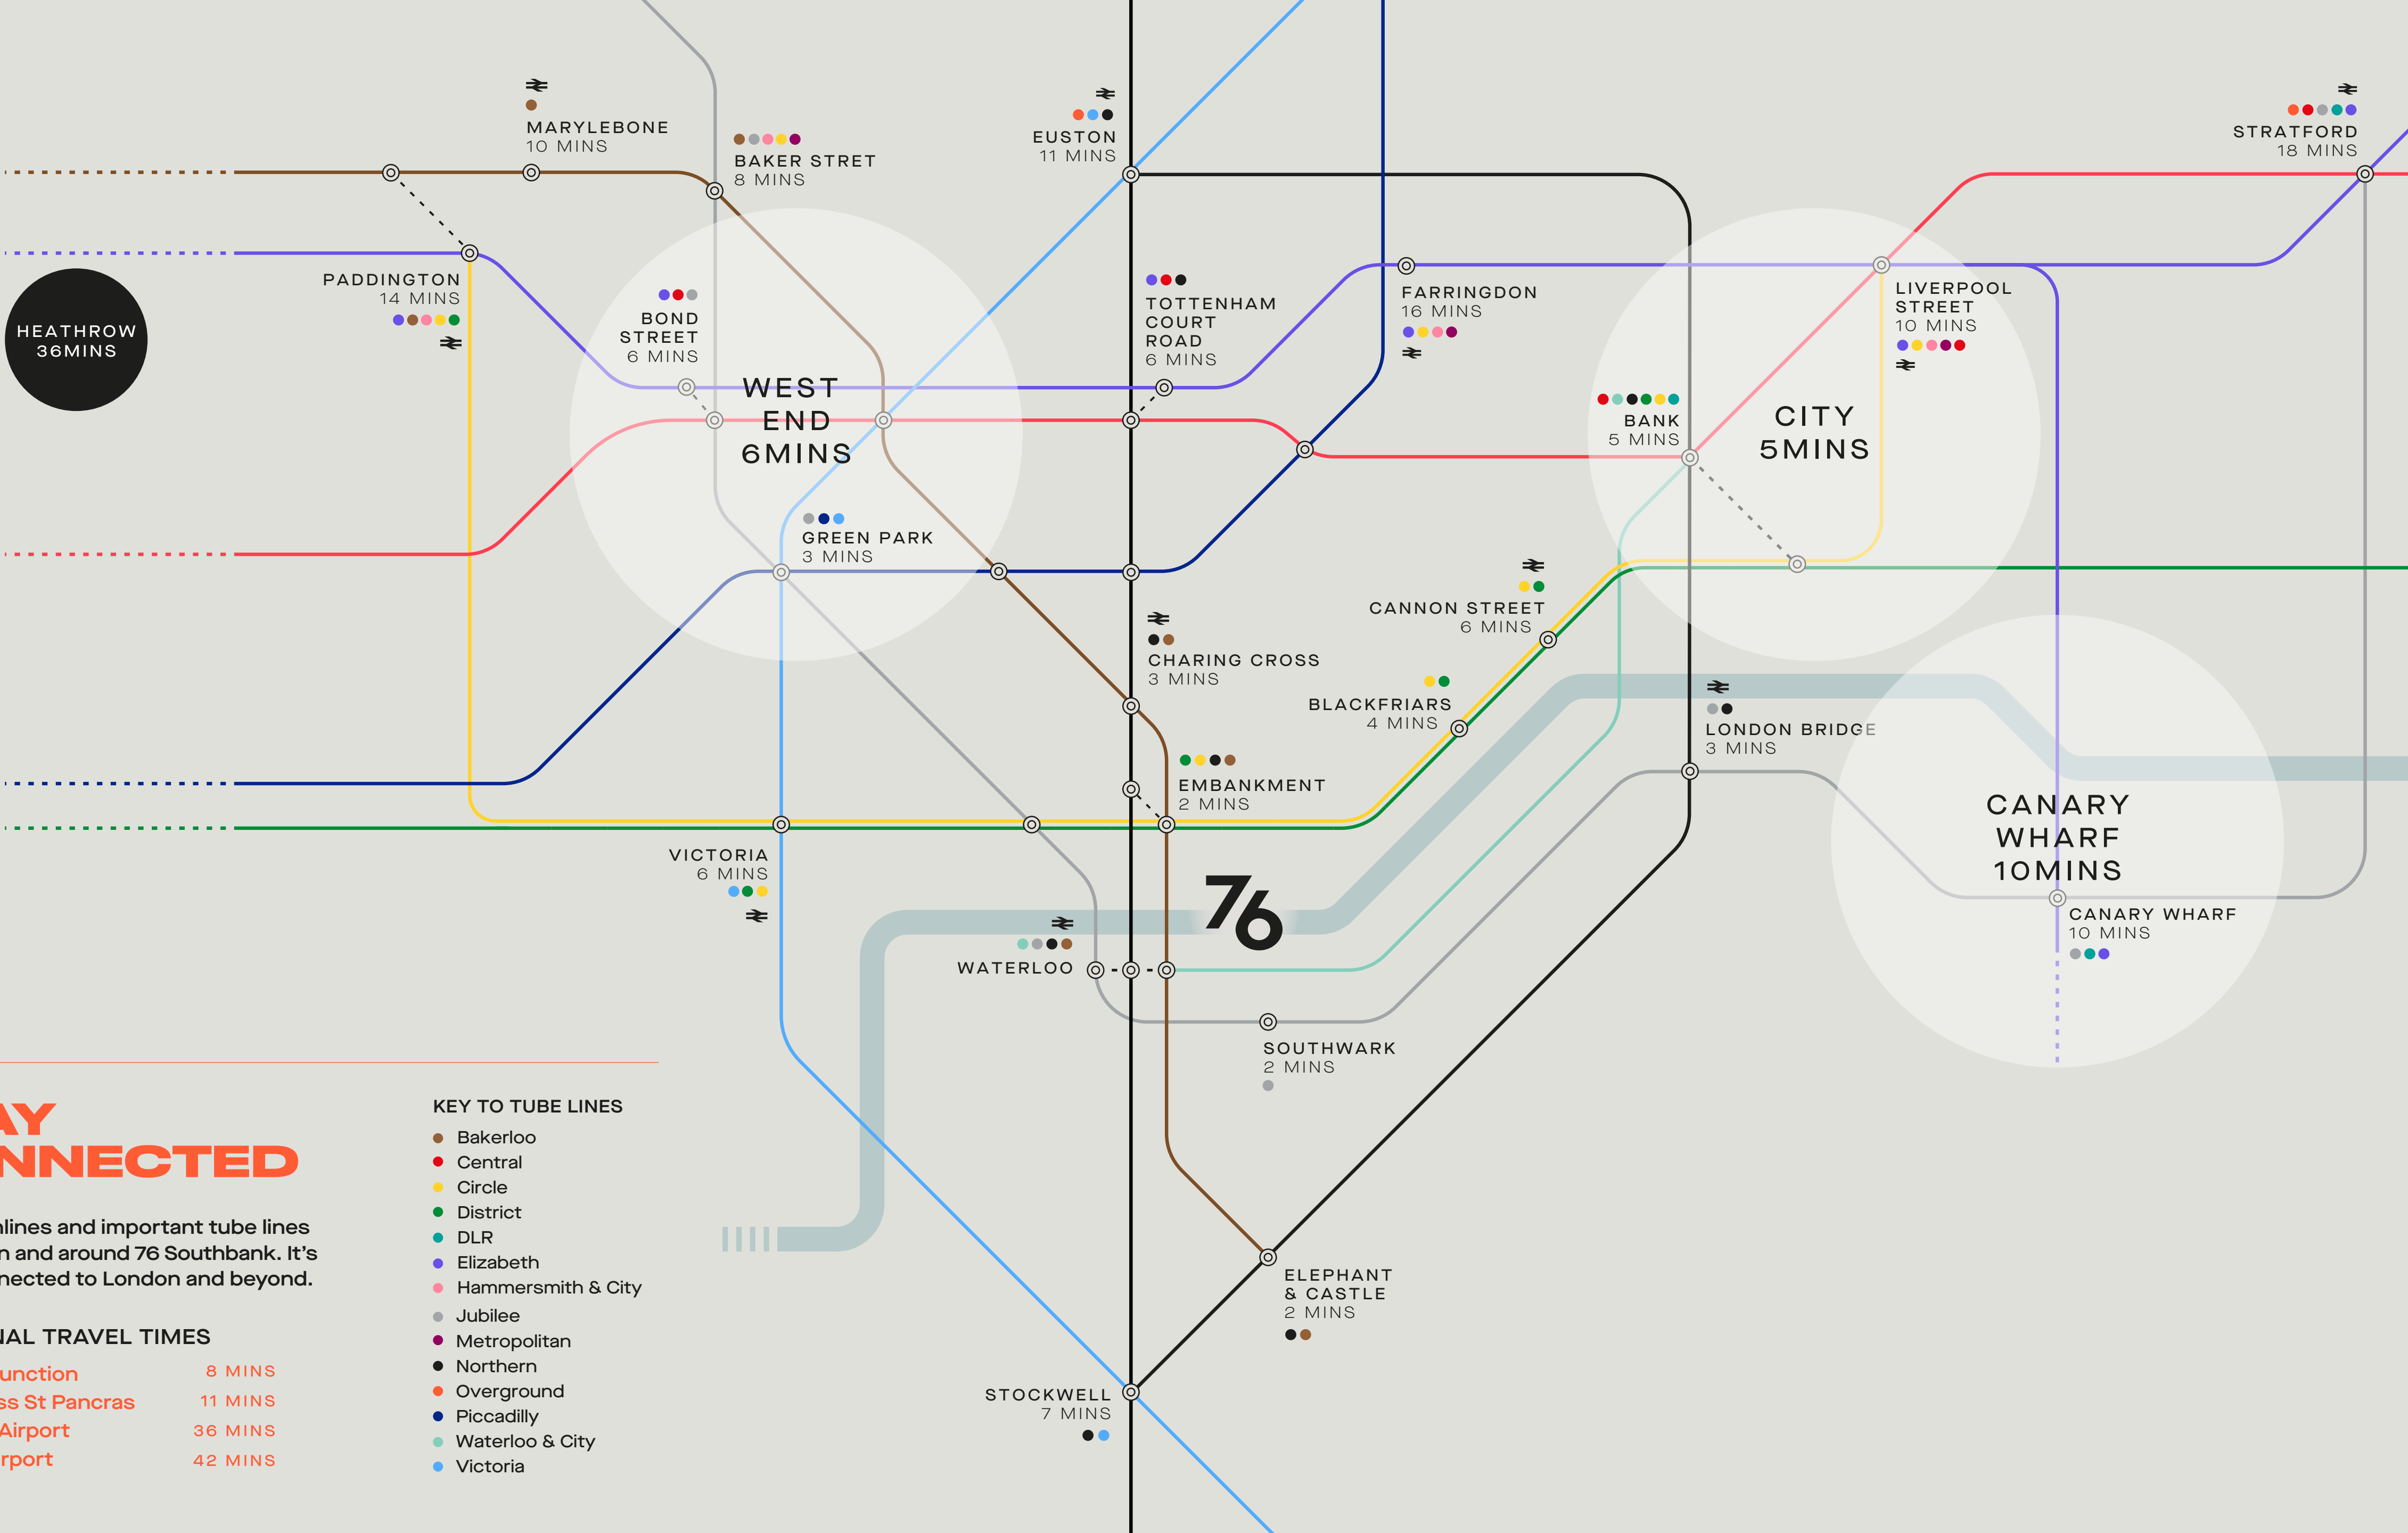 MARYLEBONE
10 MINS
BAKER STRET
8 MINS
EUSTON
11 MINS
STRATFORD
18 MINS
PADDINGTON
14 MINS
HEATHROW
36MINS
BOND
STREET
6 MINS
TOTTENHAM
COURT
ROAD
6 MINS
FARRINGDON
16 MINS
LIVERPOOL
STREET
10 MINS
WEST
END
6MINS
BANK
5 MINS
CITY
5MINS
GREEN PARK
3 MINS
CANNON STREET
6 MINS
CHARING CROSS
3 MINS
BLACKFRIARS
4 MINS
LONDON BRIDGE
3 MINS
EMBANKMENT
2 MINS
CANARY
WHARF
10MINS
VICTORIA
6 MINS
76
WATERLOO
CANARY WHARF
10 MINS
SOUTHWARK
2 MINS
ELEPHANT
& CASTLE
2 MINS
STOCKWELL
7 MINS
AY
NNECTED
nlines and important tube lines
n and around 76 Southbank. It's
nected to London and beyond.
NAL TRAVEL TIMES
unction 8 MINS
ss St Pancras 11 MINS
Airport 36 MINS
rport 42 MINS
KEY TO TUBE LINES
Bakerloo
Central
Circle
District
DLR
Elizabeth
Hammersmith & City
Jubilee
Metropolitan
Northern
Overground
Piccadilly
Waterloo & City
Victoria